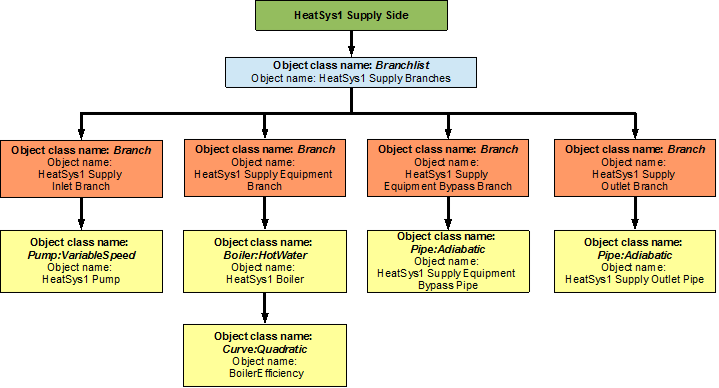 HeatSys1 Supply Side
Object class name: Branchlist
Object name: HeatSys1 Supply Branches
Object class name: Branch
Object name:
HeatSys1 Supply
Inlet Branch
Object class name: Branch
Object name:
HeatSys1 Supply Equipment
Branch
Object class name: Branch
Object name:
HeatSys1 Supply
Equipment Bypass Branch
Object class name: Branch
Object name:
HeatSys1 Supply
Outlet Branch
Object class name:
Pump:VariableSpeed
Object name:
HeatSys1 Pump
Object class name:
Boiler:HotWater
Object name:
HeatSys1 Boiler
Object class name:
Pipe:Adiabatic
Object name:
HeatSys1 Supply Equipment
Bypass Pipe
Object class name:
Pipe:Adiabatic
Object name:
HeatSys1 Supply Outlet Pipe
Object class name:
Curve:Quadratic
Object name:
BoilerEfficiency